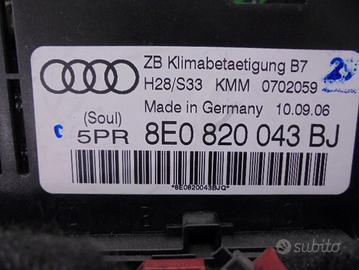 ZB Klimabetaetigung B7
H28/S33 KMM 0702059
Made in Germany 10.09.06
(Soul)
5PR 8E0 820 043 BJ
*8E0820043BJQ*
subito